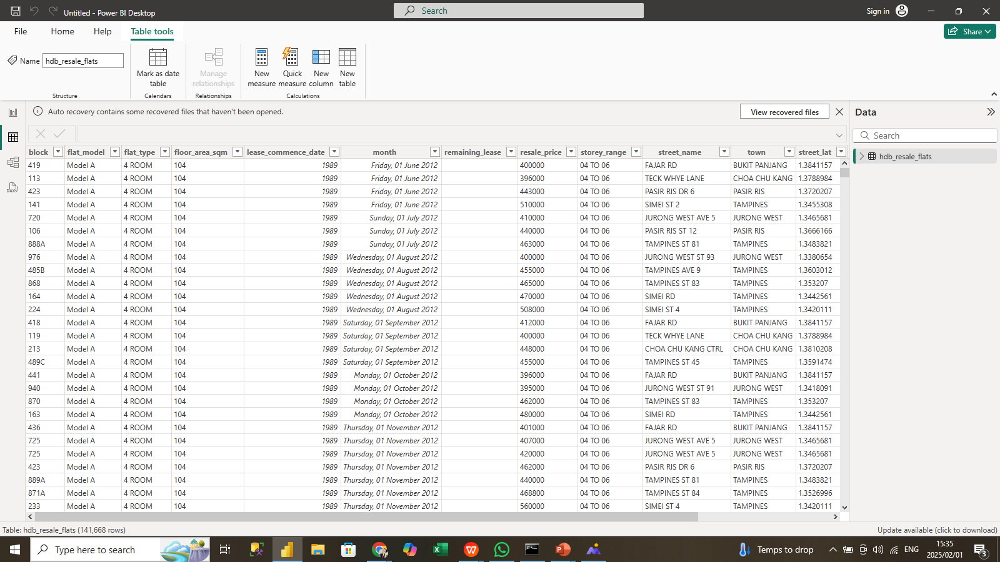 Untitled - Power BI Desktop
Search
Sign in
File Home Help Table tools
Share
Name hdb_resale_flats
Mark as date table
Manage relationships
New measure
Quick measure
New column
New table
Structure Calendars Relationships Calculations
Auto recovery contains some recovered files that haven't been opened.
View recovered files
Data
Search
hdb_resale_flats
block flat_model flat_type floor_area_sqm lease_commence_date month remaining_lease resale_price storey_range street_name town street_lat
419 Model A 4 ROOM 104 1989 Friday, 01 June 2012 400000 04 TO 06 FAJAR RD BUKIT PANJANG 1.3841157
113 Model A 4 ROOM 104 1989 Friday, 01 June 2012 396000 04 TO 06 TECK WHYE LANE CHOA CHU KANG 1.3788984
423 Model A 4 ROOM 104 1989 Friday, 01 June 2012 443000 04 TO 06 PASIR RIS DR 6 PASIR RIS 1.3720207
141 Model A 4 ROOM 104 1989 Friday, 01 June 2012 510000 04 TO 06 SIMEI ST 2 TAMPINES 1.3455308
720 Model A 4 ROOM 104 1989 Sunday, 01 July 2012 410000 04 TO 06 JURONG WEST AVE 5 JURONG WEST 1.3465681
106 Model A 4 ROOM 104 1989 Sunday, 01 July 2012 440000 04 TO 06 PASIR RIS ST 12 PASIR RIS 1.3666166
888A Model A 4 ROOM 104 1989 Sunday, 01 July 2012 463000 04 TO 06 TAMPINES ST 81 TAMPINES 1.3483821
976 Model A 4 ROOM 104 1989 Wednesday, 01 August 2012 400000 04 TO 06 JURONG WEST ST 93 JURONG WEST 1.3380654
485B Model A 4 ROOM 104 1989 Wednesday, 01 August 2012 455000 04 TO 06 TAMPINES AVE 9 TAMPINES 1.3603012
868 Model A 4 ROOM 104 1989 Wednesday, 01 August 2012 465000 04 TO 06 TAMPINES ST 83 TAMPINES 1.353207
164 Model A 4 ROOM 104 1989 Wednesday, 01 August 2012 470000 04 TO 06 SIMEI RD TAMPINES 1.3442561
224 Model A 4 ROOM 104 1989 Wednesday, 01 August 2012 508000 04 TO 06 SIMEI ST 4 TAMPINES 1.3420111
418 Model A 4 ROOM 104 1989 Saturday, 01 September 2012 412000 04 TO 06 FAJAR RD BUKIT PANJANG 1.3841157
119 Model A 4 ROOM 104 1989 Saturday, 01 September 2012 400000 04 TO 06 TECK WHYE LANE CHOA CHU KANG 1.3788984
213 Model A 4 ROOM 104 1989 Saturday, 01 September 2012 448000 04 TO 06 CHOA CHU KANG CTRL CHOA CHU KANG 1.3810208
489C Model A 4 ROOM 104 1989 Saturday, 01 September 2012 455000 04 TO 06 TAMPINES ST 45 TAMPINES 1.3591474
441 Model A 4 ROOM 104 1989 Monday, 01 October 2012 396000 04 TO 06 FAJAR RD BUKIT PANJANG 1.3841157
940 Model A 4 ROOM 104 1989 Monday, 01 October 2012 395000 04 TO 06 JURONG WEST ST 91 JURONG WEST 1.3418091
870 Model A 4 ROOM 104 1989 Monday, 01 October 2012 462000 04 TO 06 TAMPINES ST 83 TAMPINES 1.353207
163 Model A 4 ROOM 104 1989 Monday, 01 October 2012 480000 04 TO 06 SIMEI RD TAMPINES 1.3442561
436 Model A 4 ROOM 104 1989 Thursday, 01 November 2012 401000 04 TO 06 FAJAR RD BUKIT PANJANG 1.3841157
725 Model A 4 ROOM 104 1989 Thursday, 01 November 2012 407000 04 TO 06 JURONG WEST AVE 5 JURONG WEST 1.3465681
725 Model A 4 ROOM 104 1989 Thursday, 01 November 2012 420000 04 TO 06 JURONG WEST AVE 5 JURONG WEST 1.3465681
423 Model A 4 ROOM 104 1989 Thursday, 01 November 2012 462000 04 TO 06 PASIR RIS DR 6 PASIR RIS 1.3720207
889A Model A 4 ROOM 104 1989 Thursday, 01 November 2012 440000 04 TO 06 TAMPINES ST 81 TAMPINES 1.3483821
871A Model A 4 ROOM 104 1989 Thursday, 01 November 2012 468800 04 TO 06 TAMPINES ST 84 TAMPINES 1.3526996
233 Model A 4 ROOM 104 1989 Thursday, 01 November 2012 560000 04 TO 06 SIMEI ST 4 TAMPINES 1.3420111
Table: hdb_resale_flats (141,668 rows)
Update available (click to download)
Type here to search
Temps to drop
ENG
15:35
2025/02/01
3